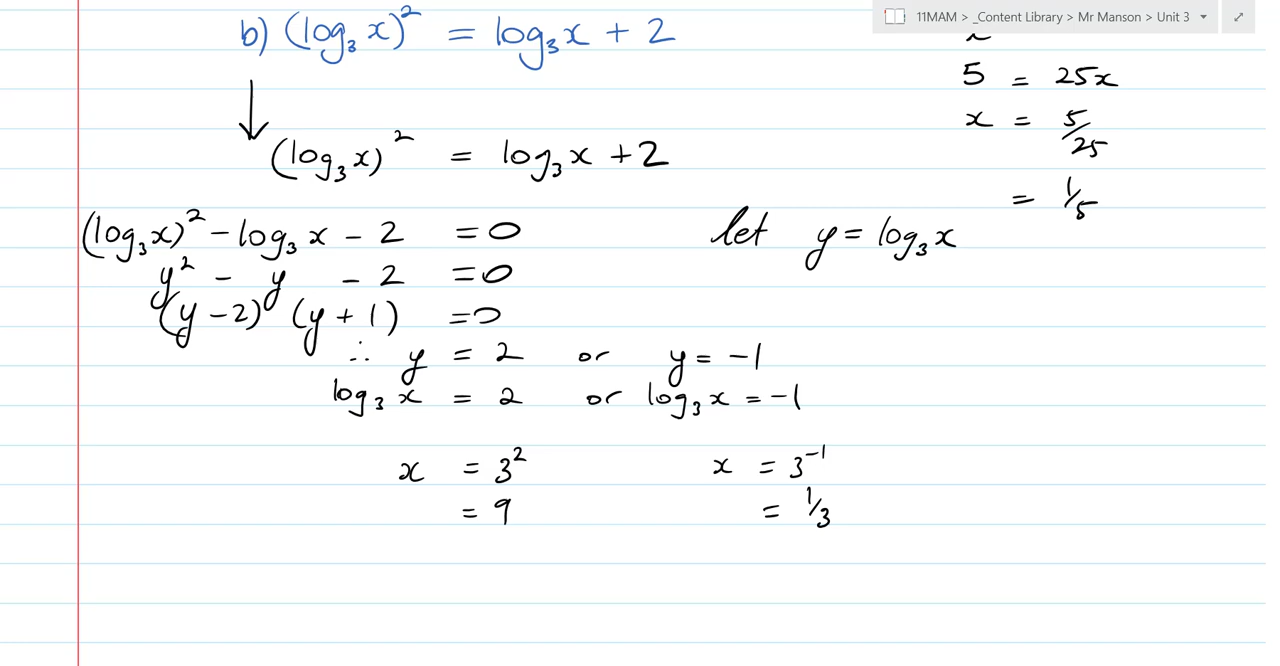 11MAM > _Content Library > Mr Manson > Unit 3
b) (log₃ x)² = log₃ x + 2
(log₃ x)² = log₃ x + 2
(log₃ x)² - log₃ x - 2 = 0
y² - y - 2 = 0
(y - 2) (y + 1) = 0
∴ y = 2 or y = -1
log₃ x = 2 or log₃ x = -1
x = 3² x = 3⁻¹
= 9 = 1/3
let y = log₃ x
5 = 25x
x = 5/25
= 1/5